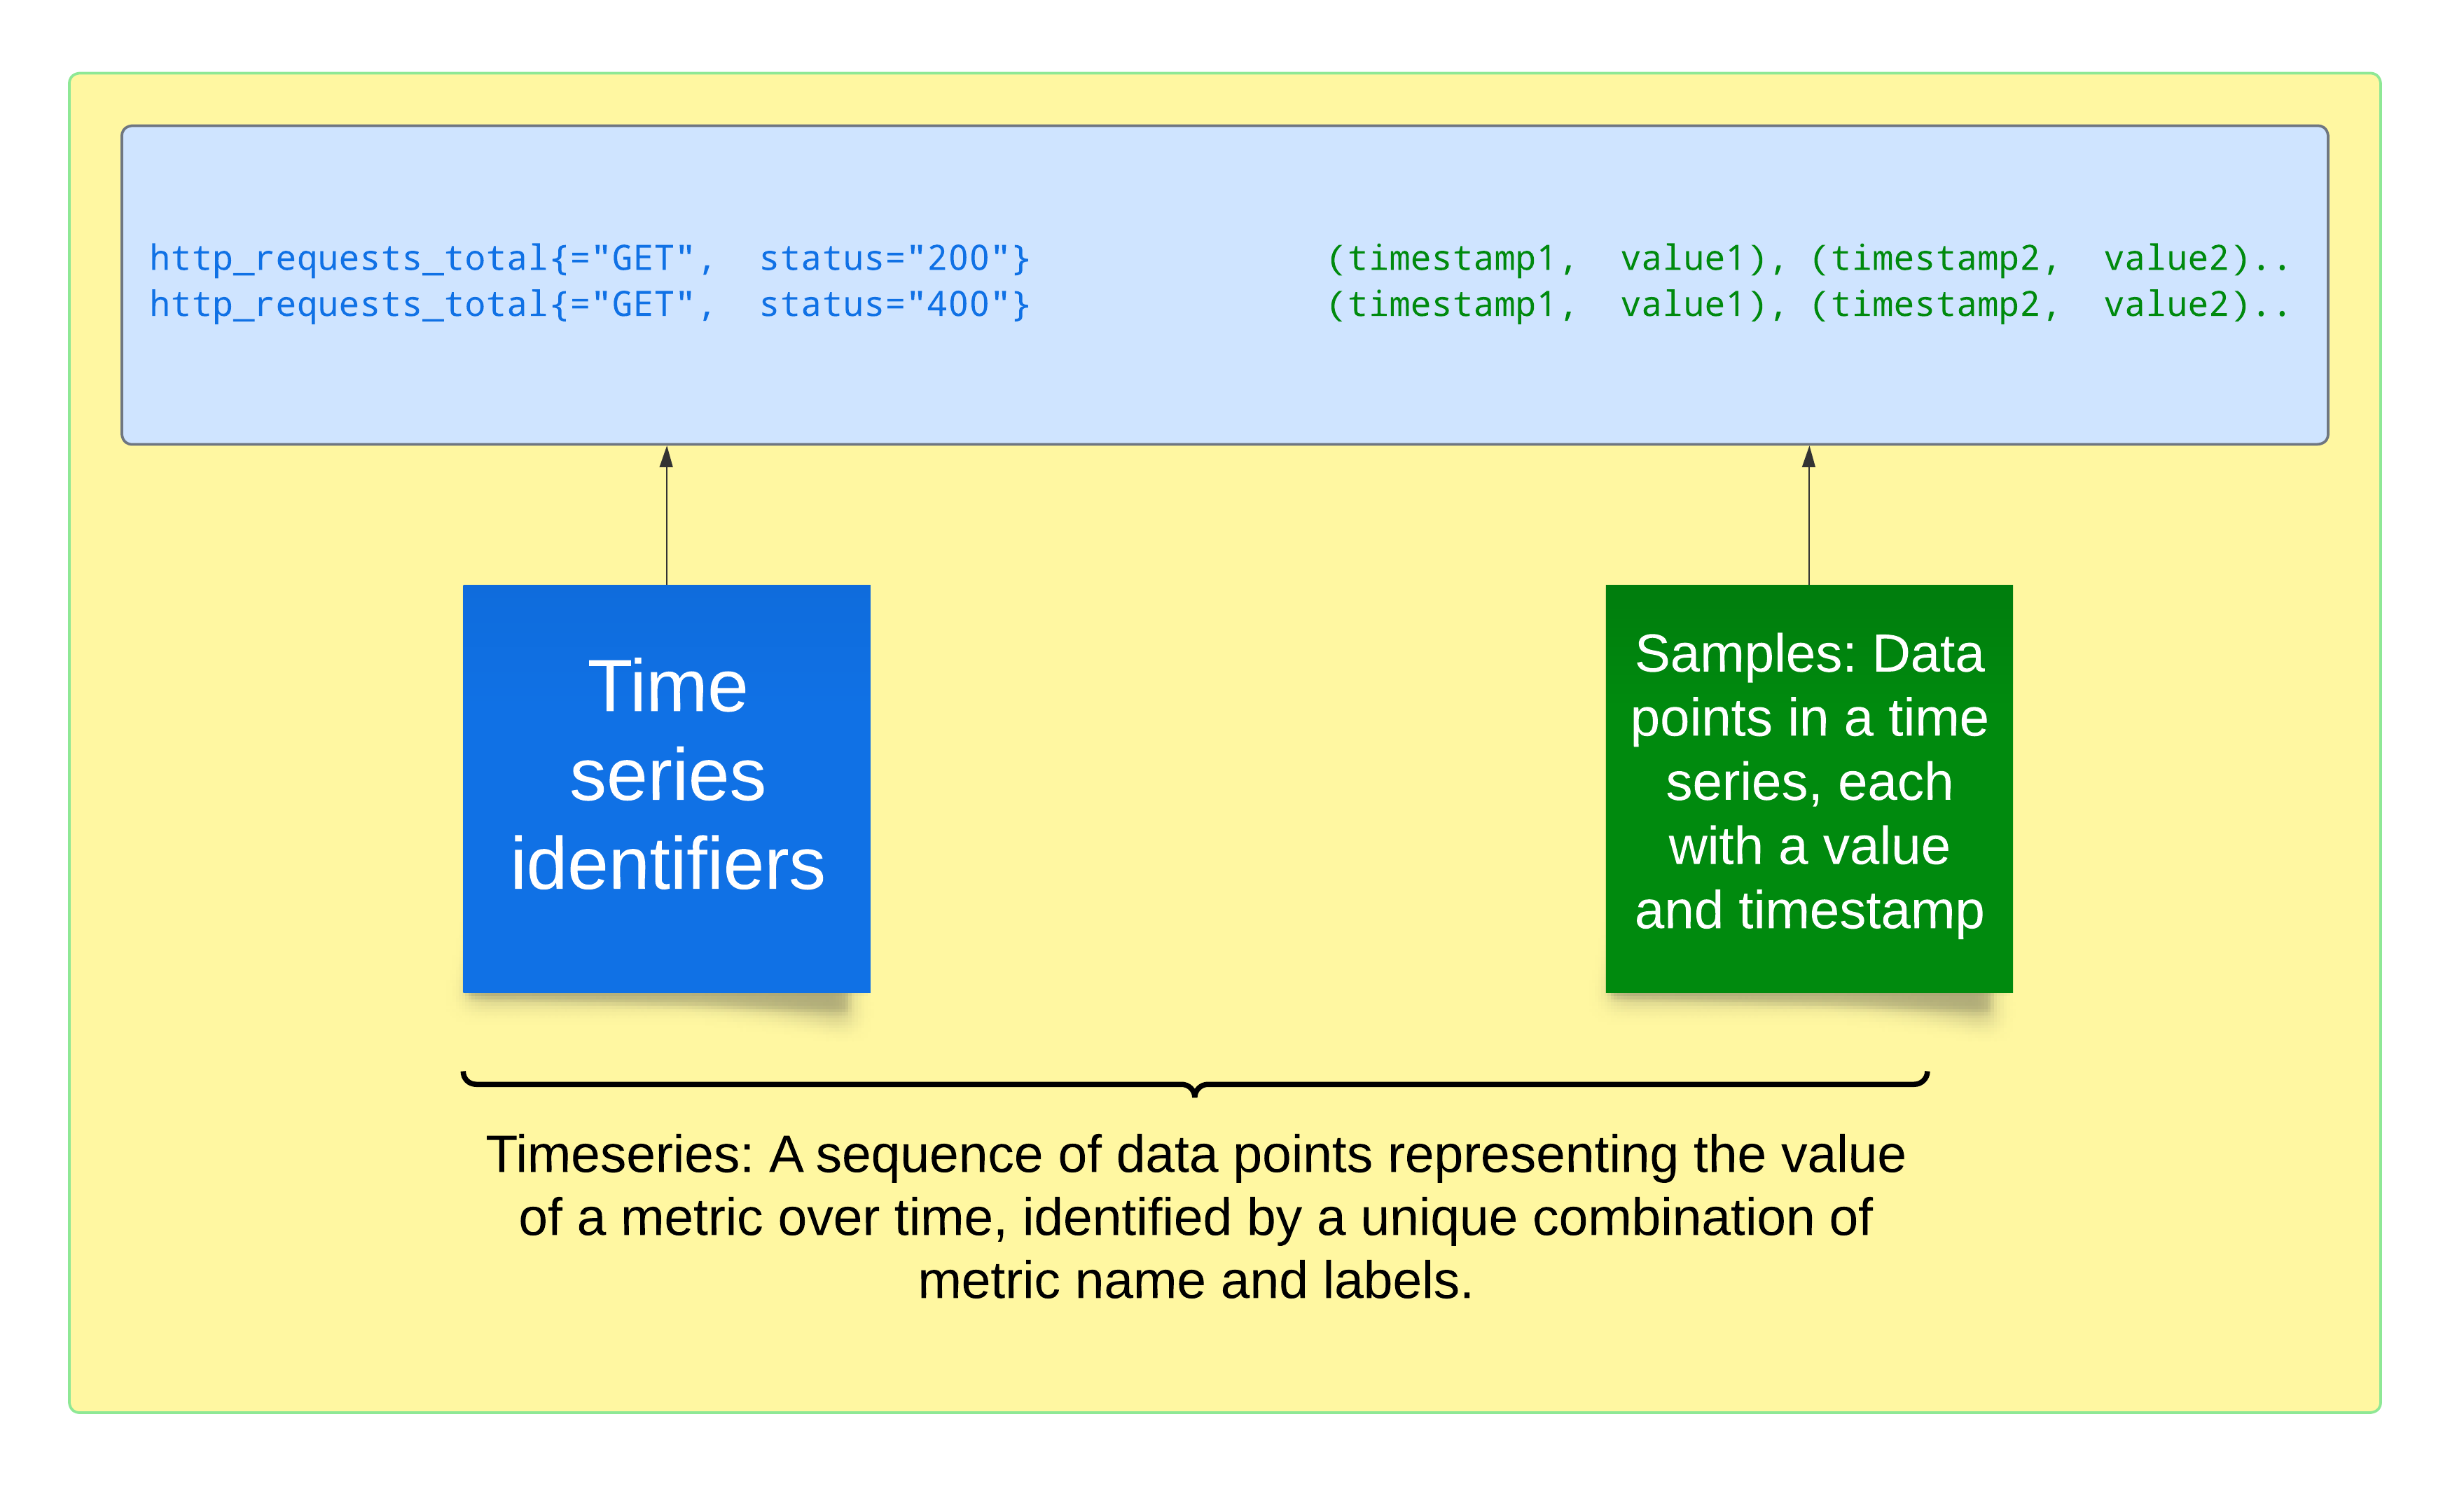 http_requests_total{="GET",  status="200"} (timestamp1,  value1), (timestamp2,  value2)..
http_requests_total{="GET",  status="400"} (timestamp1,  value1), (timestamp2,  value2)..
Time
series
identifiers
Samples: Data
points in a time
series, each
with a value
and timestamp
Timeseries: A sequence of data points representing the value
of a metric over time, identified by a unique combination of
metric name and labels.